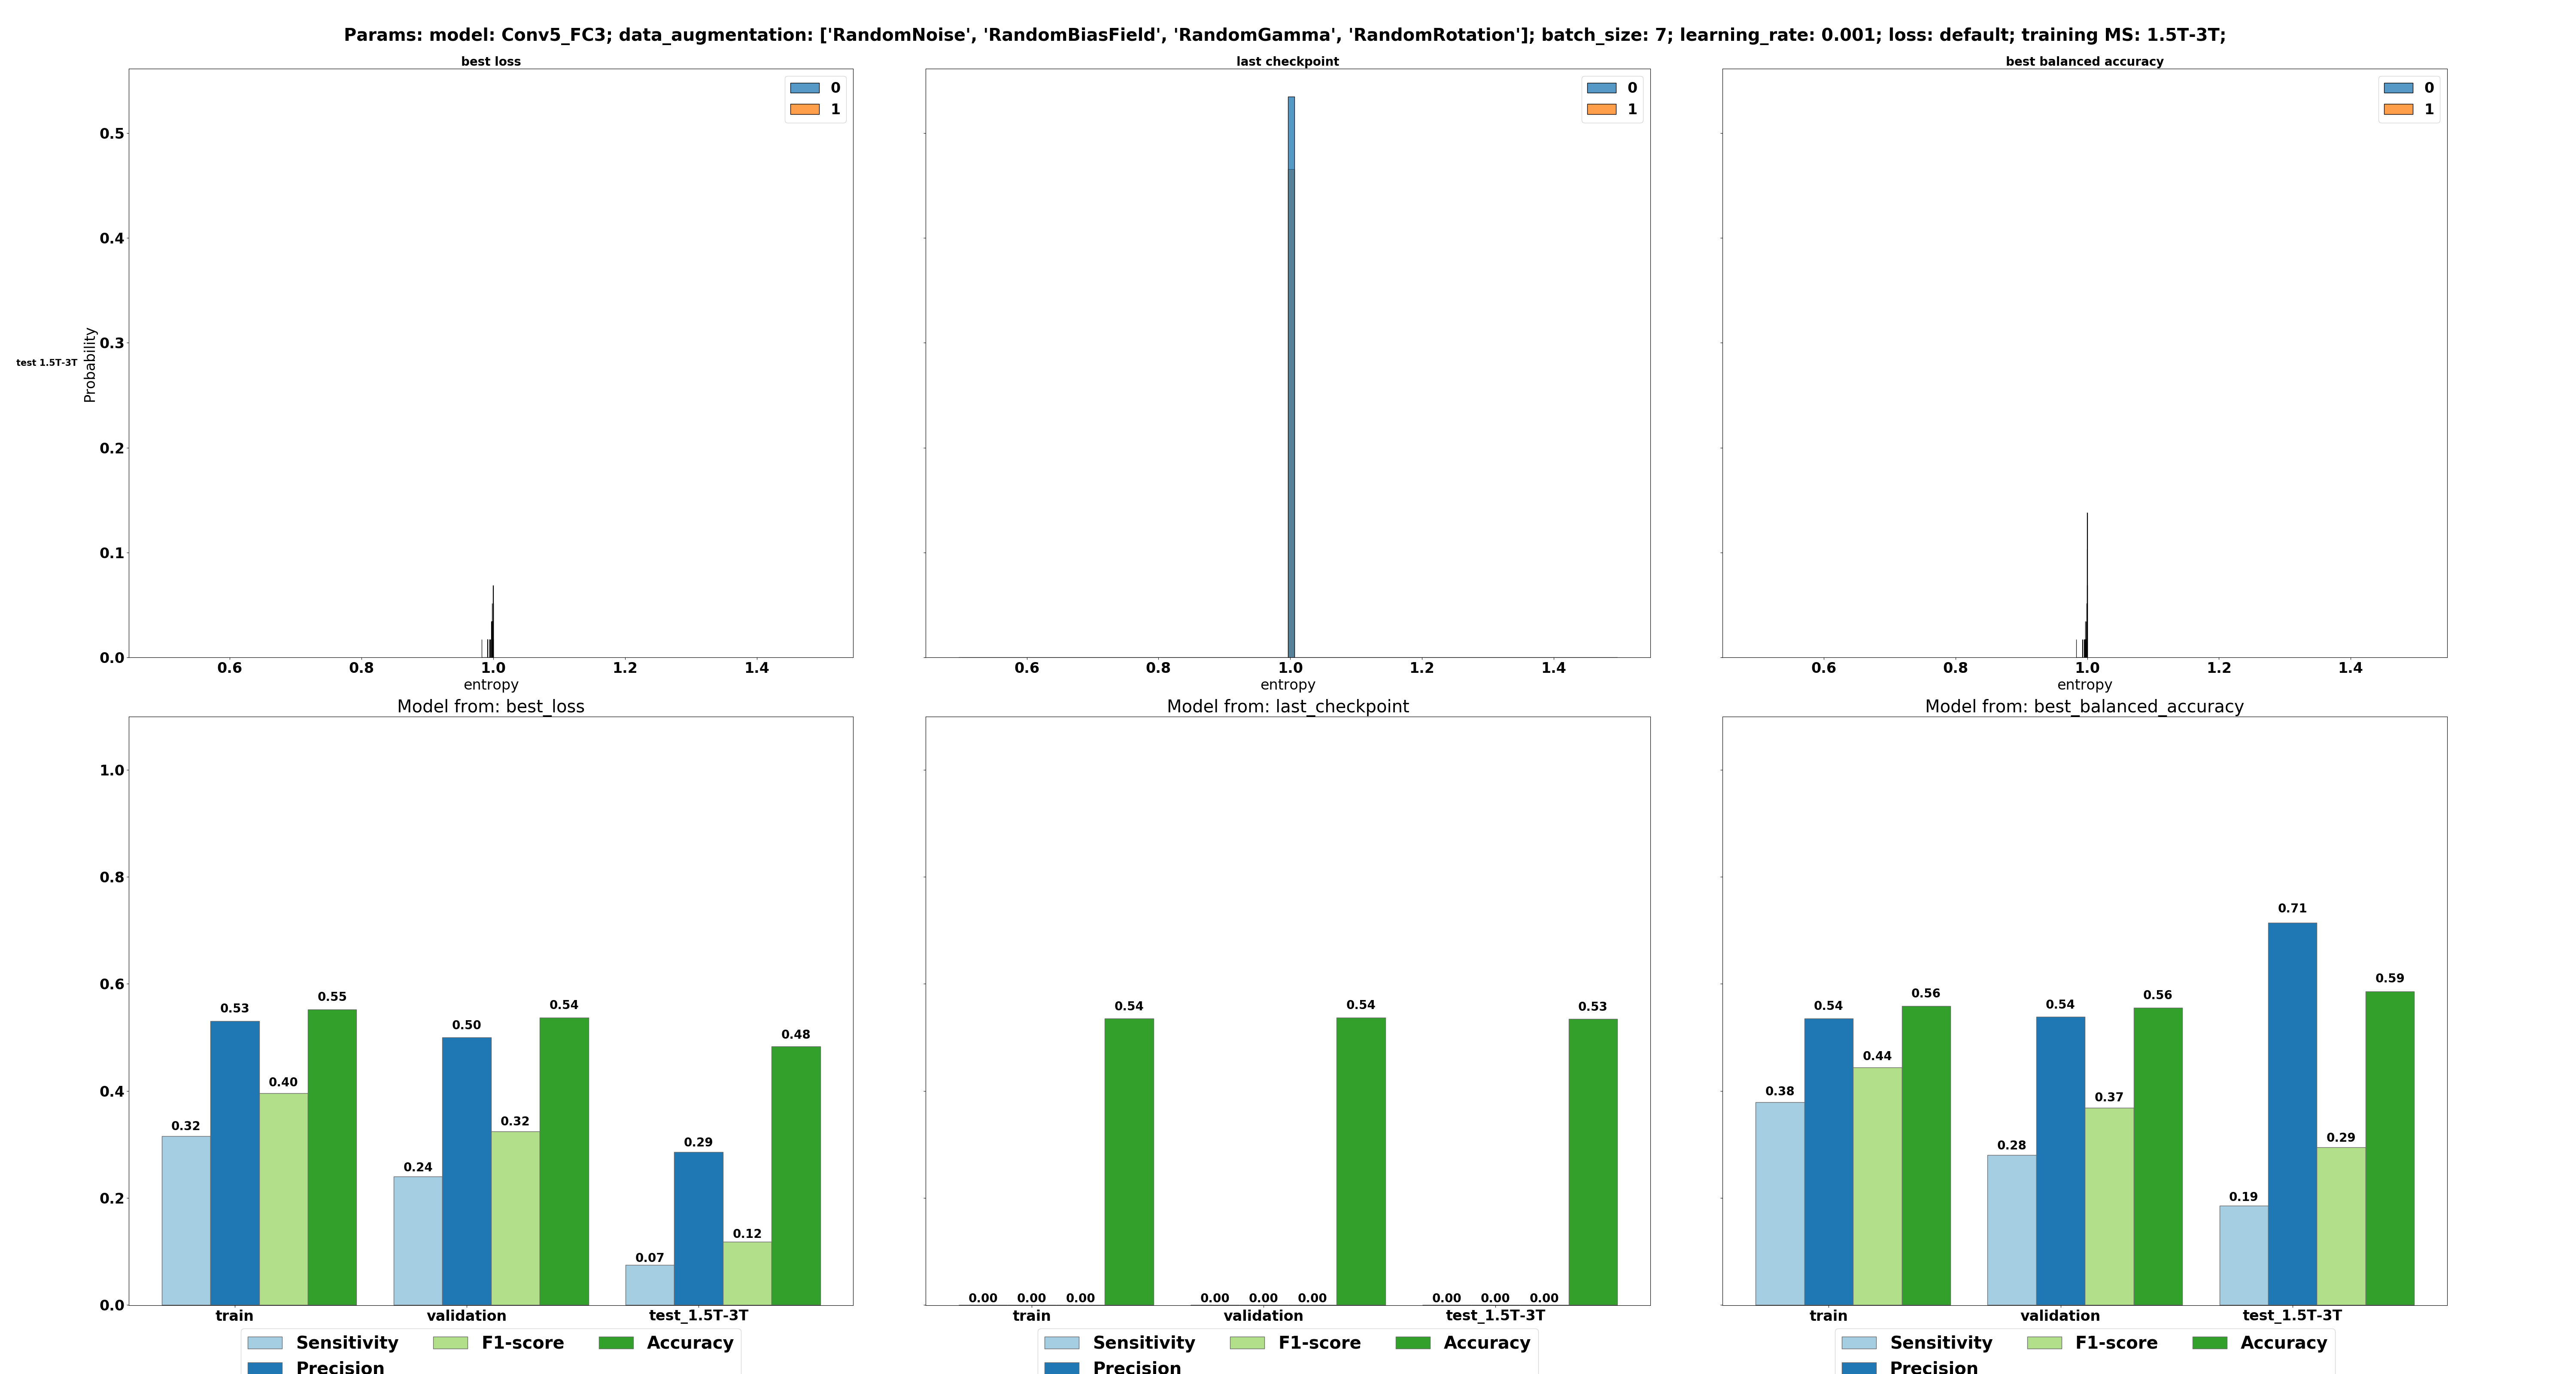 Params: model: Conv5_FC3; data_augmentation: ['RandomNoise', 'RandomBiasField', 'RandomGamma', 'RandomRotation']; batch_size: 7; learning_rate: 0.001; loss: default; training MS: 1.5T-3T;
best loss
0
1
0.5
0.4
0.3
0.2
0.1
0.0
test 1.5T-3T
Probability
0.6 0.8 1.0 1.2 1.4
entropy
last checkpoint
0
1
0.6 0.8 1.0 1.2 1.4
entropy
best balanced accuracy
0
1
0.6 0.8 1.0 1.2 1.4
entropy
Model from: best_loss
1.0
0.8
0.6
0.4
0.2
0.0
0.32 0.53 0.40 0.55
0.24 0.50 0.32 0.54
0.07 0.29 0.12 0.48
train validation test_1.5T-3T
Sensitivity F1-score Accuracy
Precision
Model from: last_checkpoint
0.00 0.00 0.00 0.54
0.00 0.00 0.00 0.54
0.00 0.00 0.00 0.53
train validation test_1.5T-3T
Sensitivity F1-score Accuracy
Precision
Model from: best_balanced_accuracy
0.38 0.54 0.44 0.56
0.28 0.54 0.37 0.56
0.19 0.71 0.29 0.59
train validation test_1.5T-3T
Sensitivity F1-score Accuracy
Precision